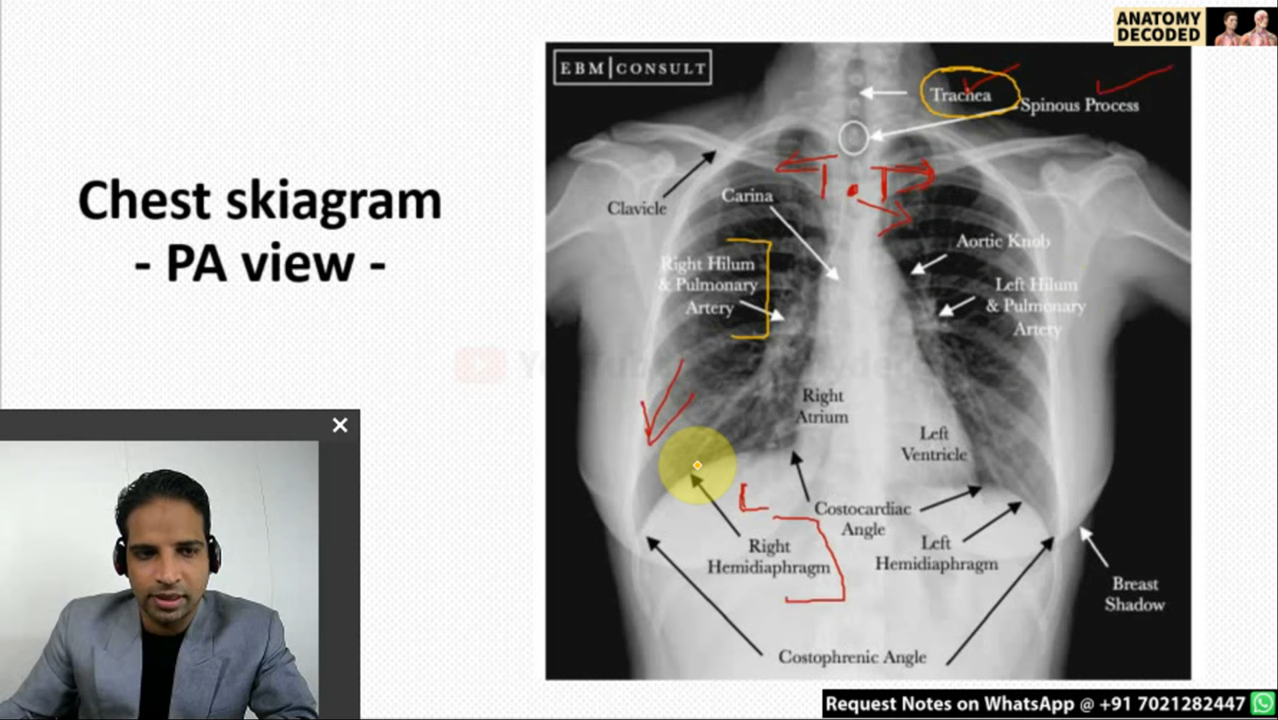 ANATOMY
DECODED
EBM|CONSULT
Trachea
Spinous Process
Chest skiagram
- PA view -
Clavicle
Carina
Aortic Knob
Right Hilum
& Pulmonary
Artery
Left Hilum
& Pulmonary
Artery
Right
Atrium
Left
Ventricle
Costocardiac
Angle
Right
Hemidiaphragm
Left
Hemidiaphragm
Breast
Shadow
Costophrenic Angle
Request Notes on WhatsApp @ +91 7021282447